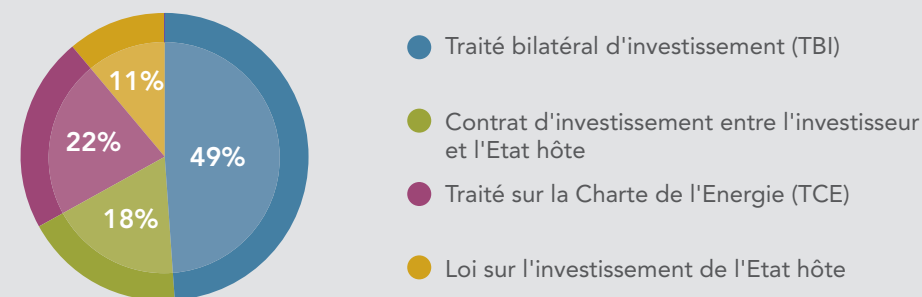 11%
22%
49%
18%
Traité bilatéral d'investissement (TBI)
Contrat d'investissement entre l'investisseur
et l'Etat hôte
Traité sur la Charte de l'Energie (TCE)
Loi sur l'investissement de l'Etat hôte